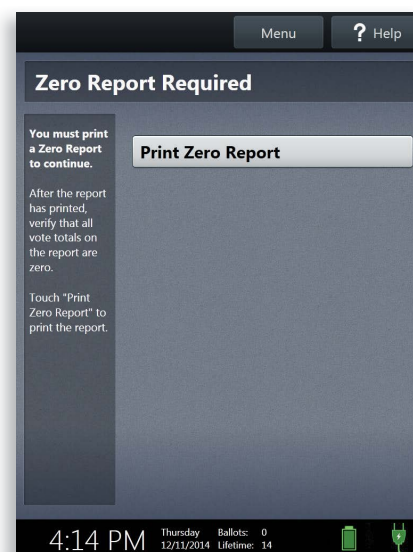 Menu
? Help
Zero Report Required
You must print
a Zero Report
to continue.
After the report
has printed,
verify that all
vote totals on
the report are
zero.
Touch "Print
Zero Report" to
print the report.
Print Zero Report
4:14 PM
Thursday
12/11/2014
Ballots: 0
Lifetime: 14